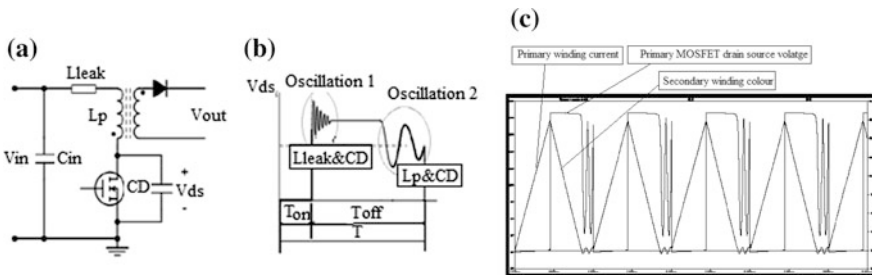 (a)
Lleak
Lp
Vout
Vin
Cin
CD
+
Vds
-
(b)
Vds
Oscillation 1
Oscillation 2
Lleak&CD
Lp&CD
Ton
Toff
T
(c)
Primary winding current
Primary MOSFET drain source volatge
Secondary winding colour